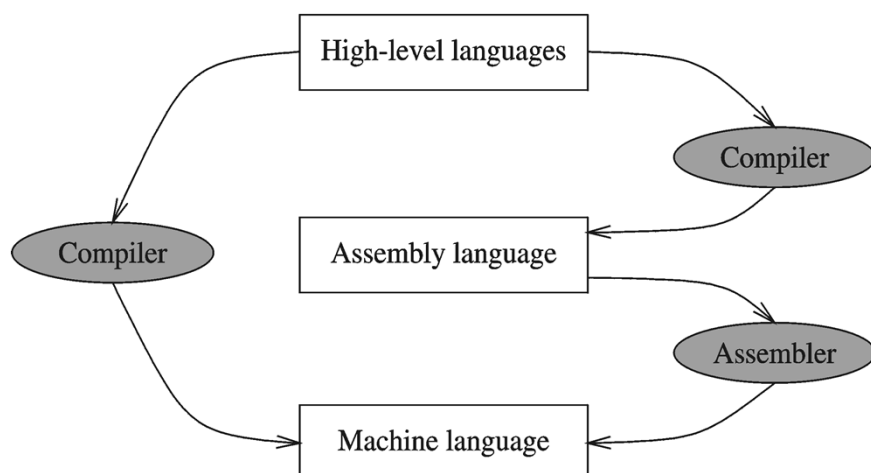 High-level languages
Compiler
Assembly language
Compiler
Assembler
Machine language